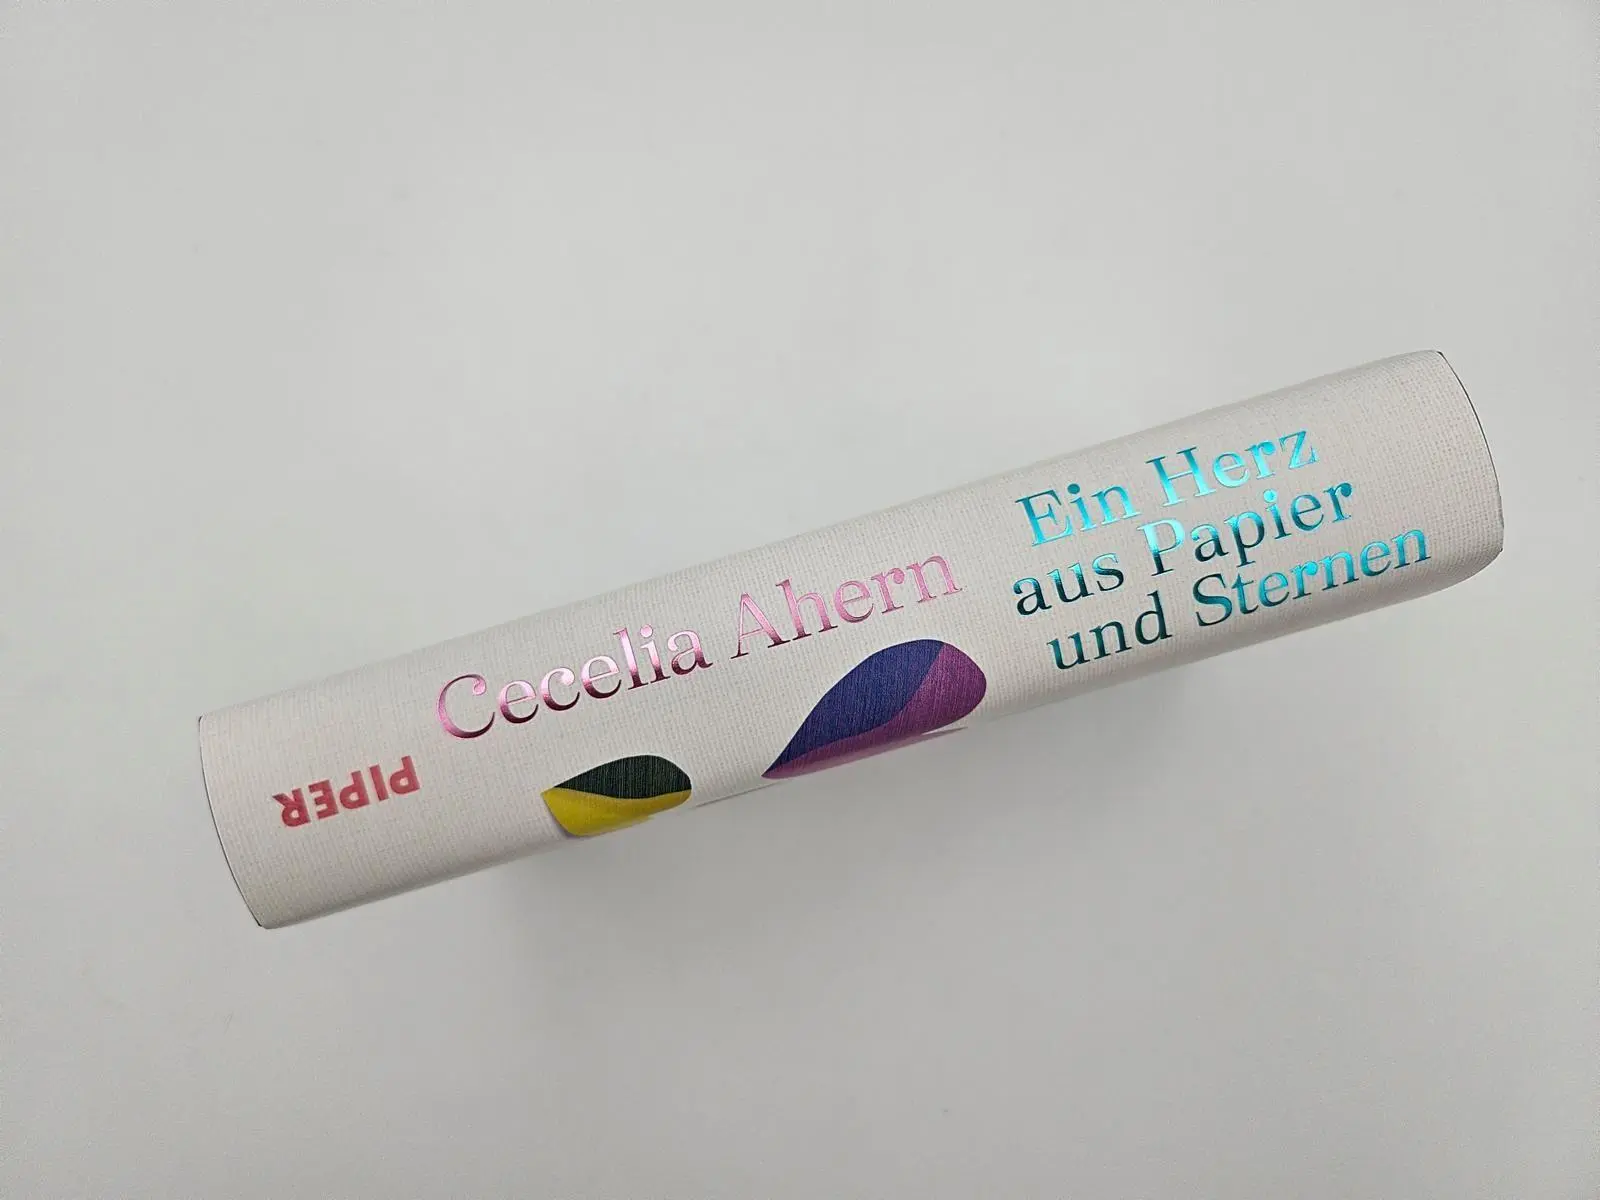 Cecelia Ahern
Ein Herz
aus Papier
und Sternen
PIPER